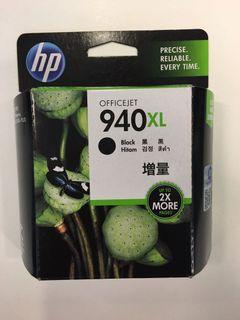 hp
PRECISE.
RELIABLE.
EVERY TIME.
OFFICEJET
940XL
Black 黑 黒
Hitam 검정 สีดำ
增量
UP TO
2X
MORE
PAGES